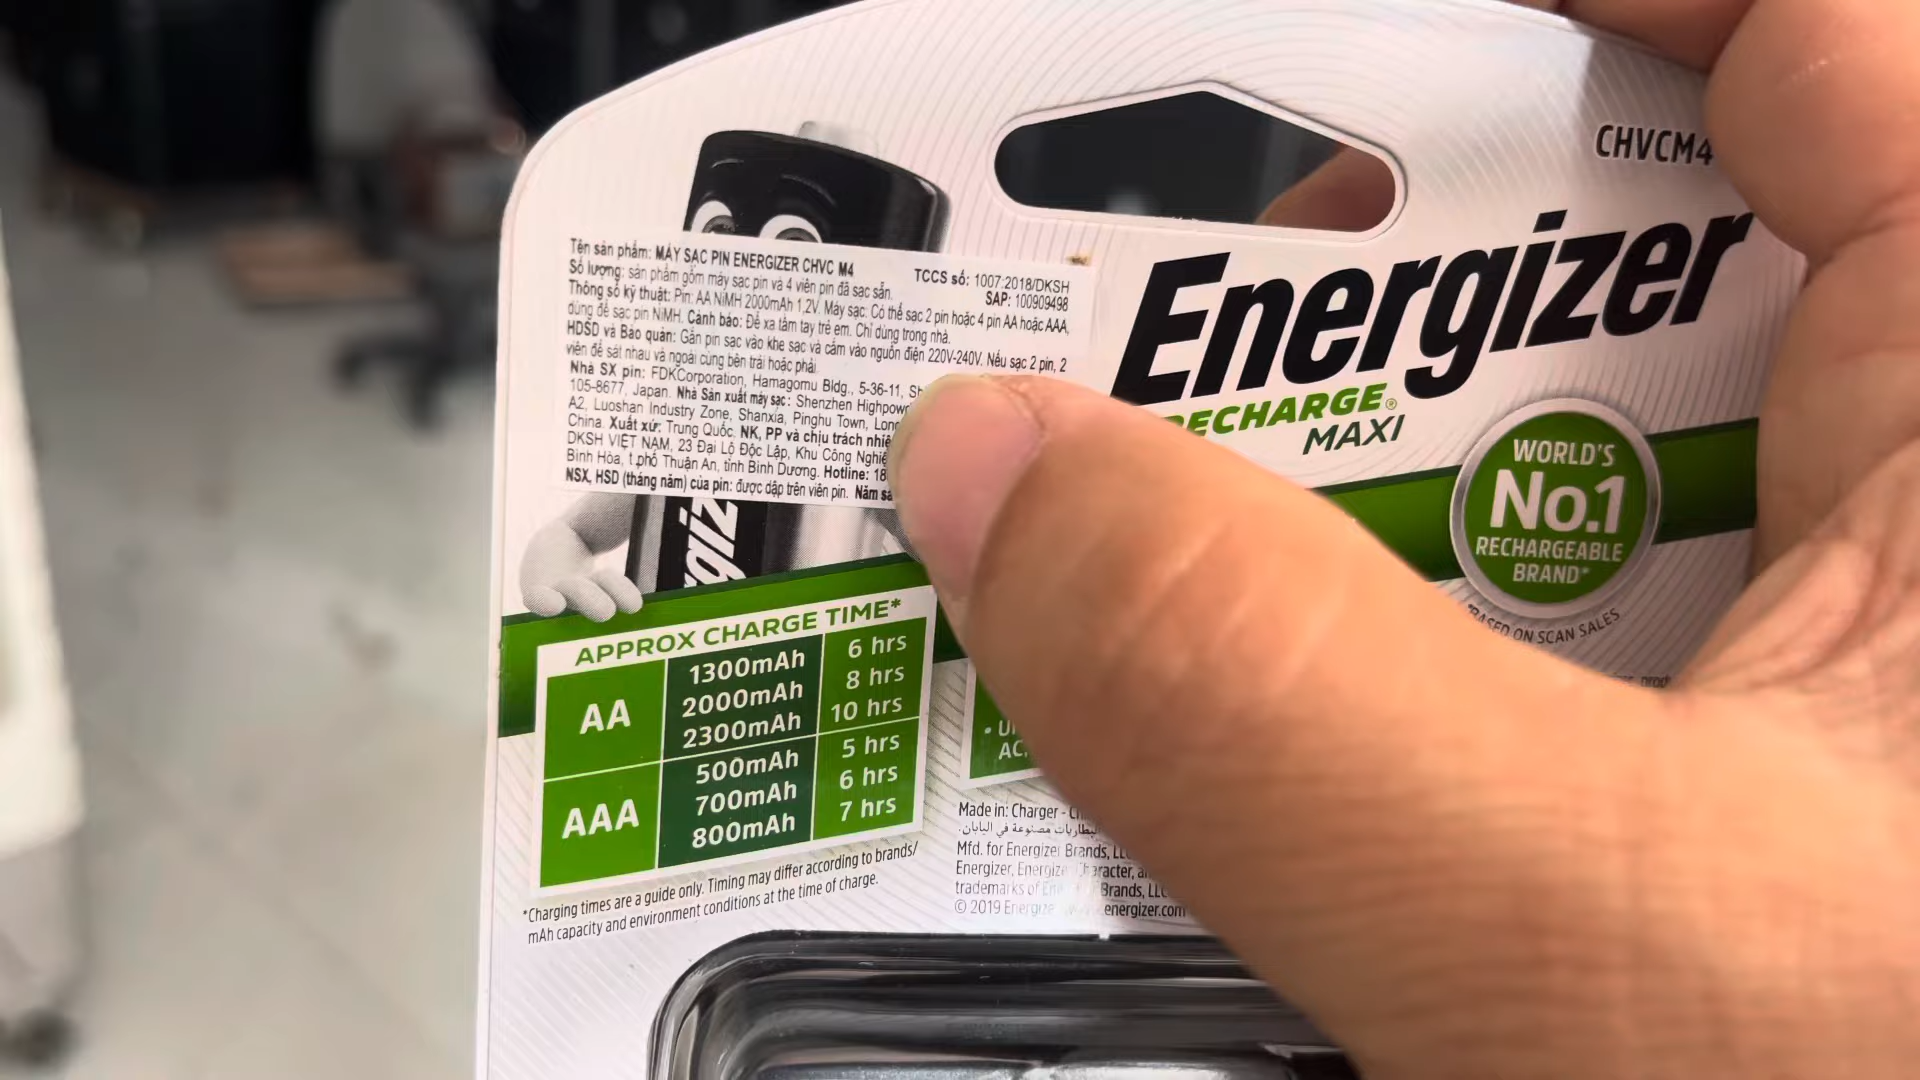 CHVCM4
Energizer
RECHARGE®
MAXI
WORLD'S
No.1
RECHARGEABLE
BRAND*
*BASED ON SCAN SALES
Tên sản phẩm: MÁY SẠC PIN ENERGIZER CHVC M4
TCCS số: 1007:2018/DKSH
Số lượng: sản phẩm gồm máy sạc pin và 4 viên pin đã sạc sẵn.
SAP: 100909498
Thông số kỹ thuật: Pin: AA NiMH 2000mAh 1,2V. Máy sạc: Có thể sạc 2 pin hoặc 4 pin AA hoặc AAA,
dùng để sạc pin NiMH. Cảnh báo: Để xa tầm tay trẻ em. Chỉ dùng trong nhà.
HDSD và Bảo quản: Gắn pin sạc vào khe sạc và cắm vào nguồn điện 220V-240V. Nếu sạc 2 pin, 2
viên để sát nhau và ngoài cùng bên trái hoặc phải.
Nhà SX pin: FDKCorporation, Hamagomu Bldg., 5-36-11,
105-8677, Japan. Nhà Sản xuất máy sạc: Shenzhen
A2, Luoshan Industry Zone, Shanxia, Pinghu Town,
China. Xuất xứ: Trung Quốc. NK, PP và chịu trách
DKSH VIỆT NAM, 23 Đại Lộ Độc Lập, Khu Công
Bình Hòa, t.phố Thuận An, tỉnh Bình Dương. Hotline:
NSX, HSD (tháng năm) của pin: được dập trên viên pin. Năm
APPROX CHARGE TIME*
AA
1300mAh 6 hrs
2000mAh 8 hrs
2300mAh 10 hrs
AAA
500mAh 5 hrs
700mAh 6 hrs
800mAh 7 hrs
*Charging times are a guide only. Timing may differ according to brands/
mAh capacity and environment conditions at the time of charge.
Made in: Charger -
البطاريات مصنوعة في اليابان.
Mfd. for Energizer Brands,
Energizer, Energizer Character,
trademarks of Brands,
© 2019 Energizer energizer.com